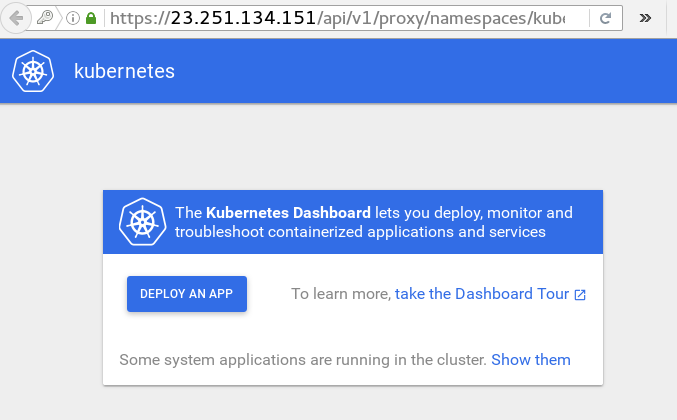 https://23.251.134.151/api/v1/proxy/namespaces/kube
kubernetes
The Kubernetes Dashboard lets you deploy, monitor and
troubleshoot containerized applications and services
DEPLOY AN APP
To learn more, take the Dashboard Tour
Some system applications are running in the cluster. Show them